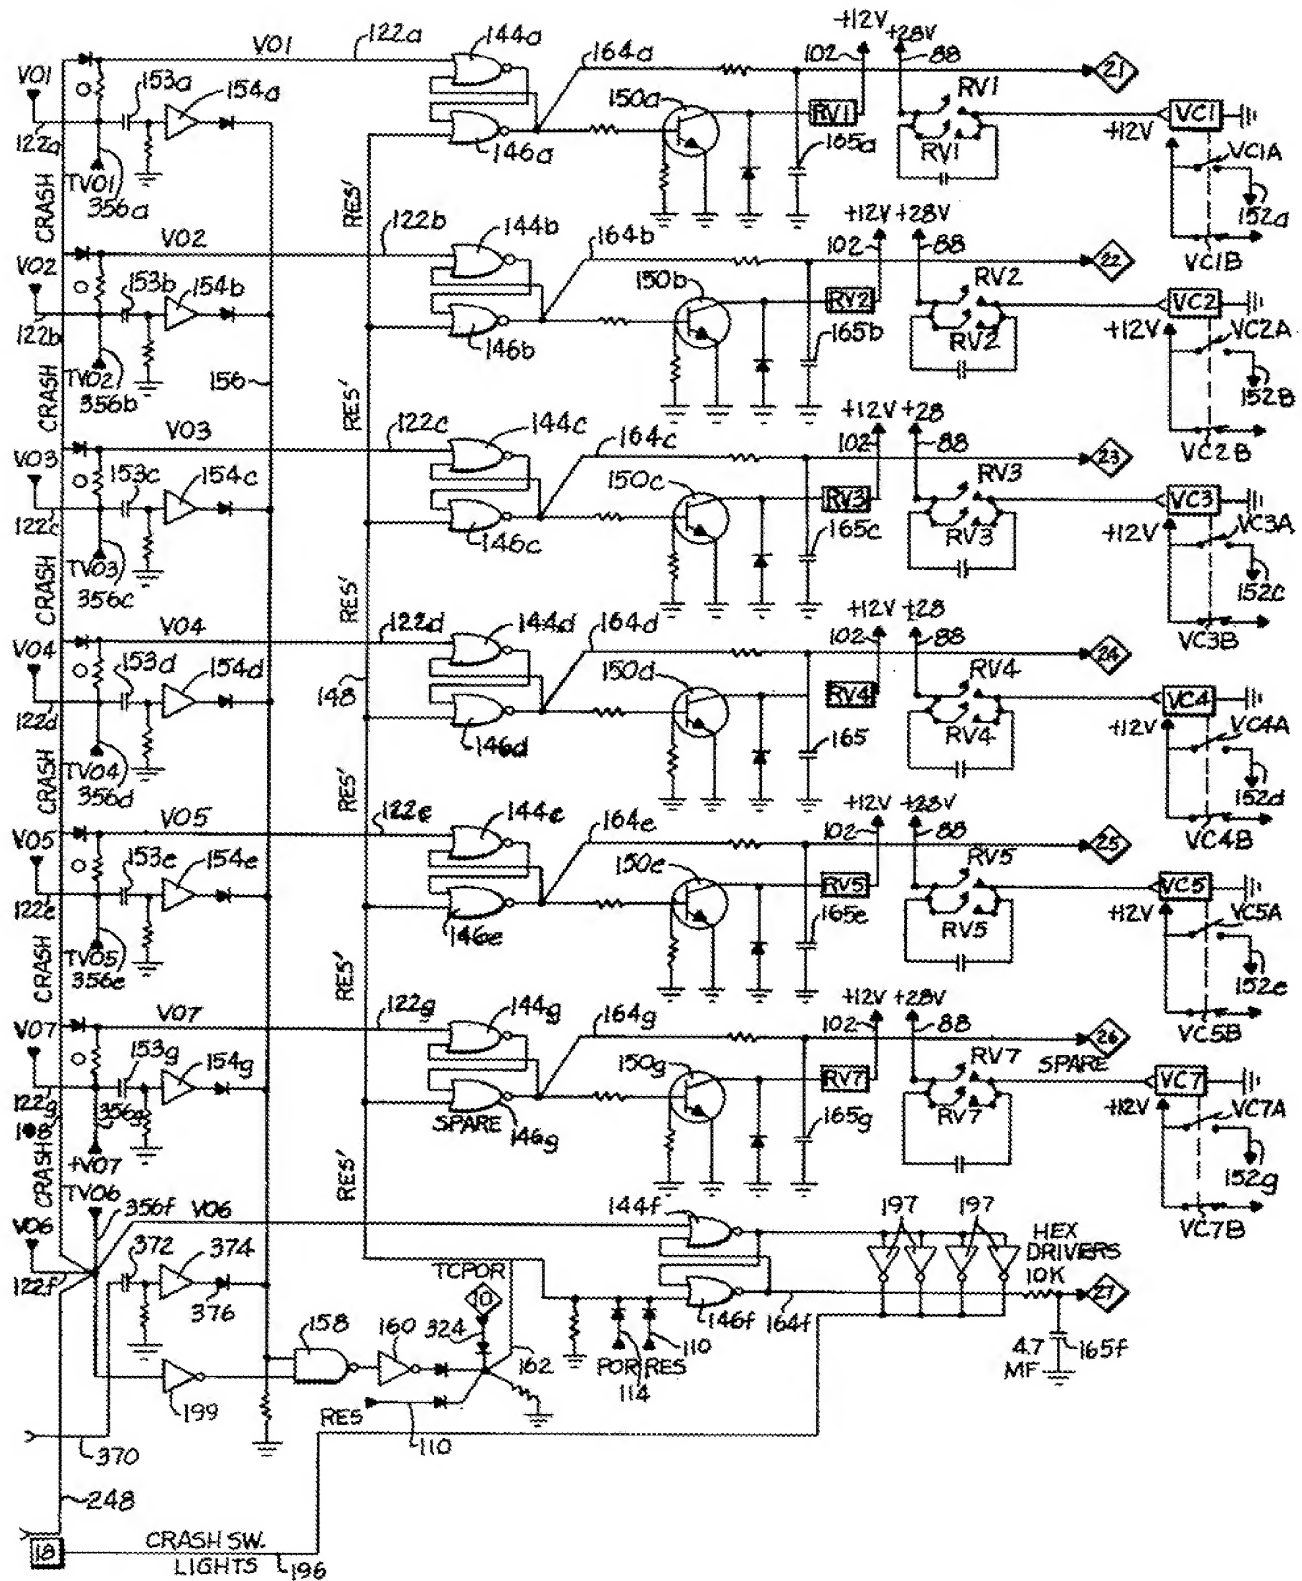 +12V +28V
122a 144a 164a 102 88 21
V01
V01 153a 154a 150a RV1 RV1 VC1
+12V
122a TV01 146a 165a RV1 VC1A
356a 152a
CRASH RES' VC1B
V02 122b 144b 164b +12V +28V
102 88 22
V02 153b 154b 150b RV2 RV2 VC2
+12V
122b TV02 146b 165b RV2 VC2A
356b 152B
CRASH 156 RES' VC2B
V03 122c 144c 164c +12V +28
102 88 23
V03 153c 154c 150c RV3 RV3 VC3
+12V
122c TV03 146c 165c RV3 VC3A
356c 152c
CRASH RES' VC3B
V04 122d 144d 164d +12V +28
102 88 24
V04 153d 154d 148 150d RV4 RV4 VC4
+12V
122d TV04 146d 165 RV4 VC4A
356d 152d
CRASH RES' VC4B
V05 122e 144e 164e +12V +28V
102 88 25
V05 153e 154e 150e RV5 RV5 VC5
+12V
122e TV05 146e 165e RV5 VC5A
356e 152e
CRASH RES' VC5B
V07 122g 144g 164g +12V +28V
102 88 26
SPARE
V07 153g 154g 150g RV7 RV7 VC7
+12V
122g 356g SPARE 146g 165g RV7 VC7A
+V07 152g
CRASH RES' VC7B
TV06 356f V06 144f 197 197
V06 HEX
DRIVERS
10K
122f 372 374 376 TCPOR 146f 164f 27
10 324
158 160 162 POR RES 110 4.7
MF 165f
114
199 RES 110
370
248
18 CRASH SW.
LIGHTS 196